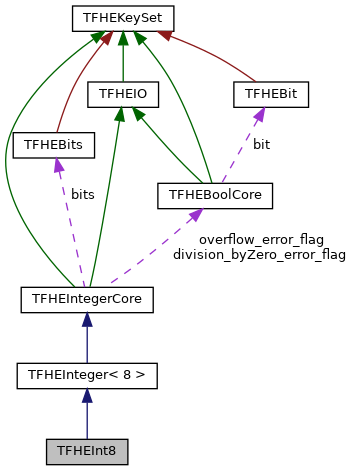 TFHEKeySet
TFHEIO
TFHEBit
TFHEBits
bit
TFHEBoolCore
bits
overflow_error_flag
division_byZero_error_flag
TFHEIntegerCore
TFHEInteger< 8 >
TFHEInt8